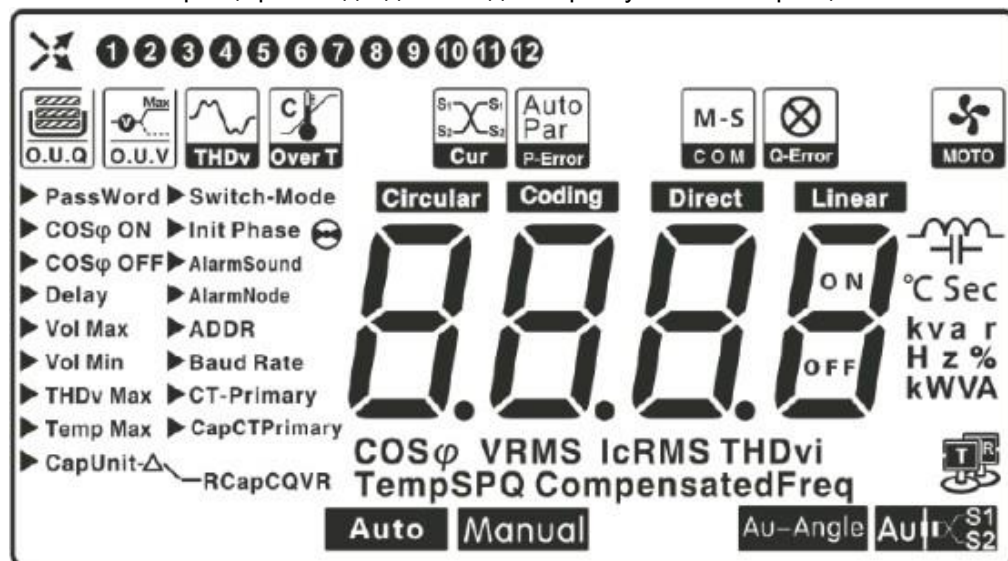 1 2 3 4 5 6 7 8 9 10 11 12
Max
V
C
S1 S1
S2 S2
Auto
Par
M-S
O.U.Q O.U.V THDv Over T Cur P-Error COM Q-Error MOTO
PassWord Switch-Mode Circular Coding Direct Linear
COSφ ON Init Phase
COSφ OFF AlarmSound
Delay AlarmNode ON °C Sec
Vol Max ADDR kva r
Vol Min Baud Rate OFF Hz %
THDv Max CT-Primary kWVA
Temp Max CapCTPrimary
CapUnit-Δ RCapCQVR
COSφ VRMS IcRMS THDvi
T R
TempSPQ CompensatedFreq
Auto Manual Au-Angle Au S1
S2